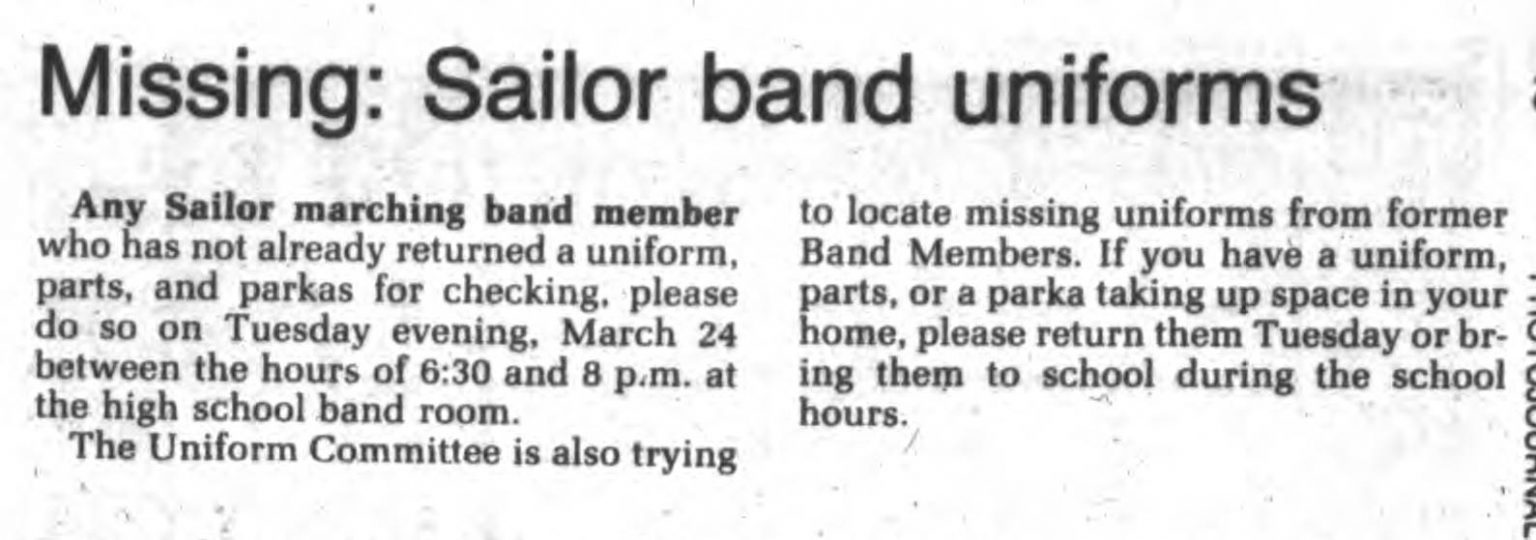 Missing: Sailor band uniforms
Any Sailor marching band member
who has not already returned a uniform,
parts, and parkas for checking, please
do so on Tuesday evening, March 24
between the hours of 6:30 and 8 p.m. at
the high school band room.
The Uniform Committee is also trying
to locate missing uniforms from former
Band Members. If you have a uniform,
parts, or a parka taking up space in your
home, please return them Tuesday or br-
ing them to school during the school
hours.